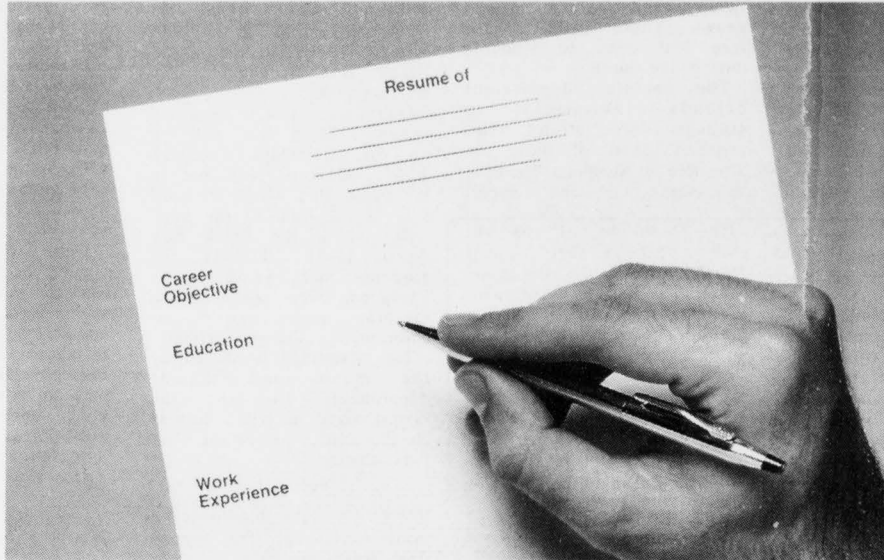 Resume of
Career
Objective
Education
Work
Experience